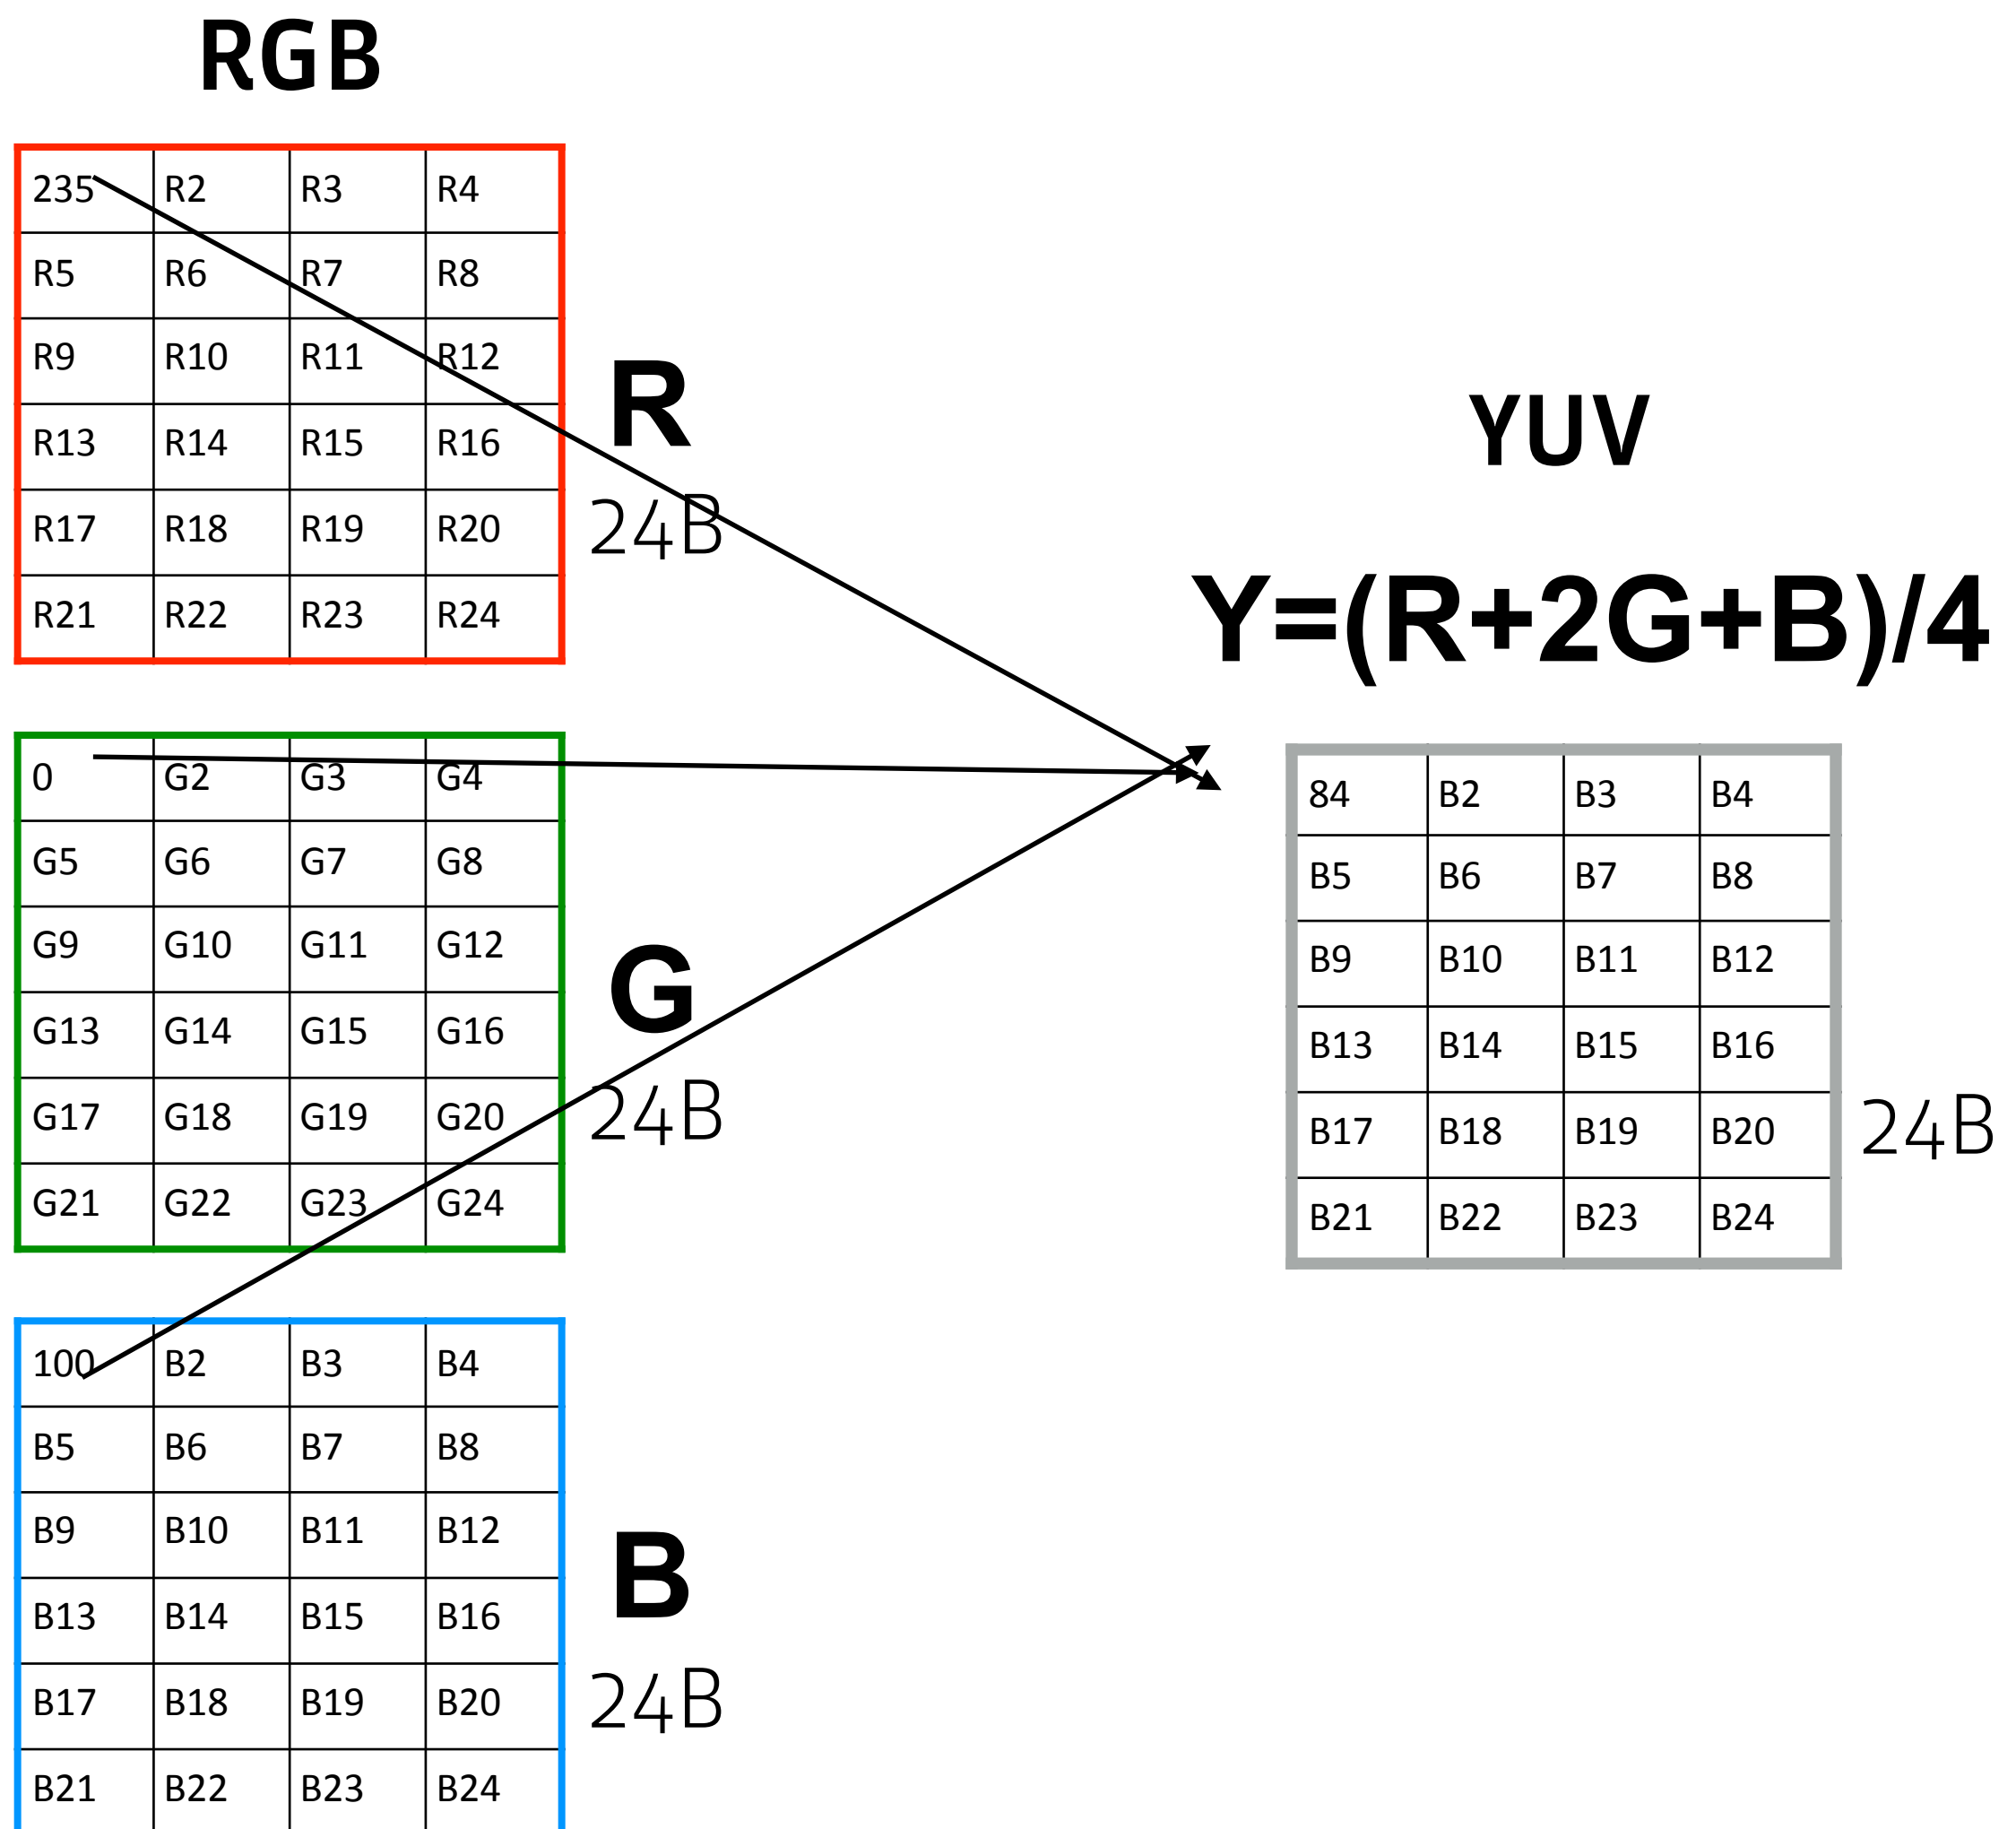 RGB
235 R2 R3 R4
R5 R6 R7 R8
R9 R10 R11 R12
R13 R14 R15 R16
R17 R18 R19 R20
R21 R22 R23 R24
R
24B
0 G2 G3 G4
G5 G6 G7 G8
G9 G10 G11 G12
G13 G14 G15 G16
G17 G18 G19 G20
G21 G22 G23 G24
G
24B
100 B2 B3 B4
B5 B6 B7 B8
B9 B10 B11 B12
B13 B14 B15 B16
B17 B18 B19 B20
B21 B22 B23 B24
B
24B
YUV
Y=(R+2G+B)/4
84 B2 B3 B4
B5 B6 B7 B8
B9 B10 B11 B12
B13 B14 B15 B16
B17 B18 B19 B20
B21 B22 B23 B24
24B